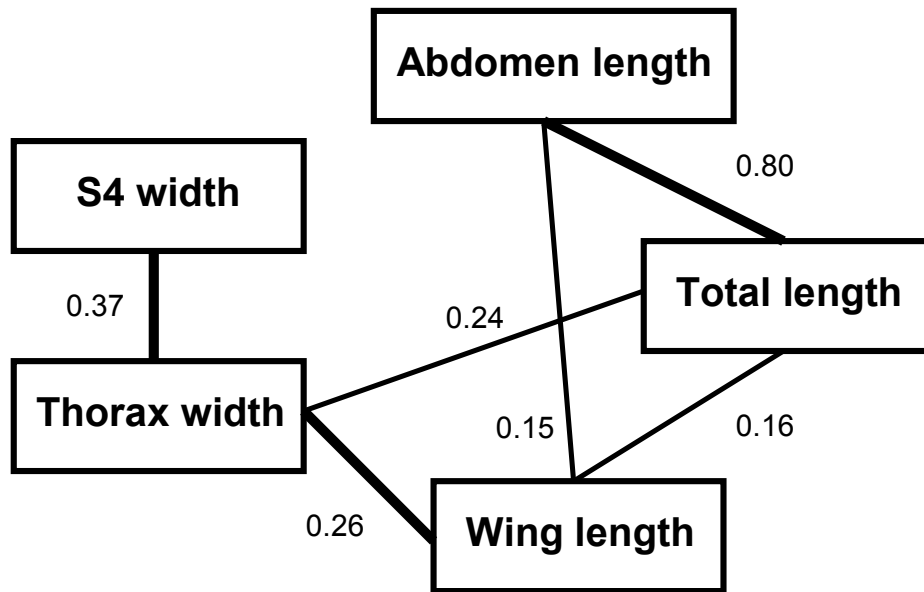 Abdomen length
0.80
S4 width
0.37
Total length
0.24
Thorax width
0.15
0.16
0.26
Wing length